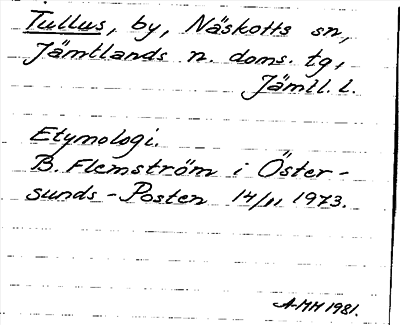 Tullus, by, Näskotts sn,
Jämtlands n. doms. tg,
Jämtl. l.
Etymologi.
B. Flemström i Öster-
sunds-Posten 14/11 1973.
A-MH 1981.